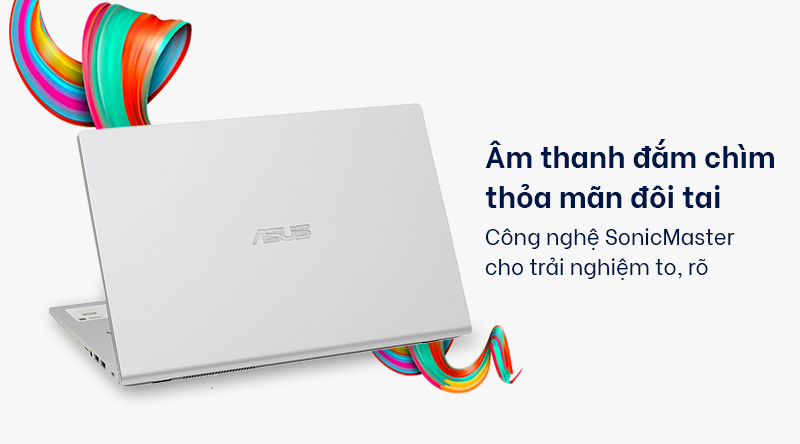 ASUS
Âm thanh đắm chìm
thỏa mãn đôi tai
Công nghệ SonicMaster
cho trải nghiệm to, rõ